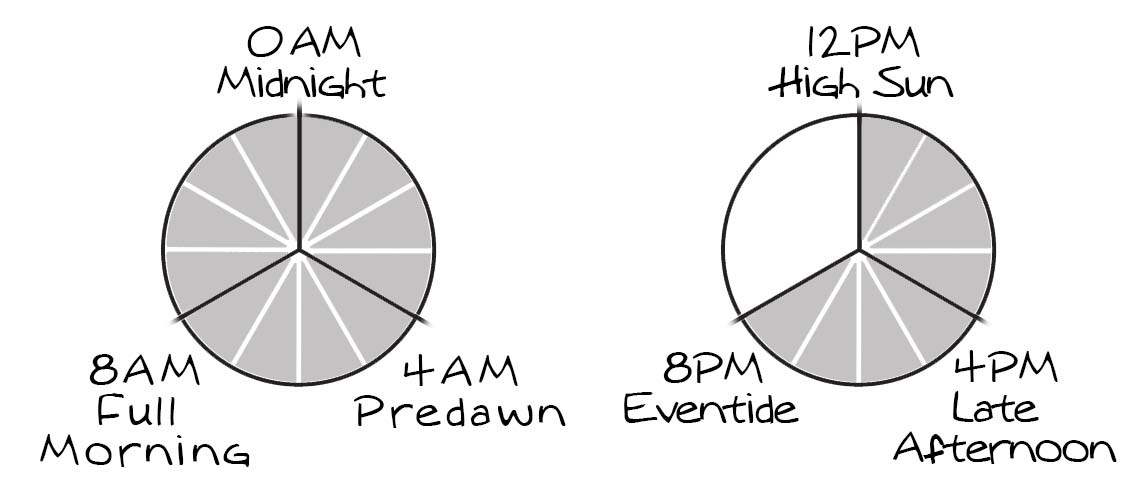 0AM
Midnight
8AM
Full
Morning
4AM
Predawn
12PM
High Sun
8PM
Eventide
4PM
Late
Afternoon